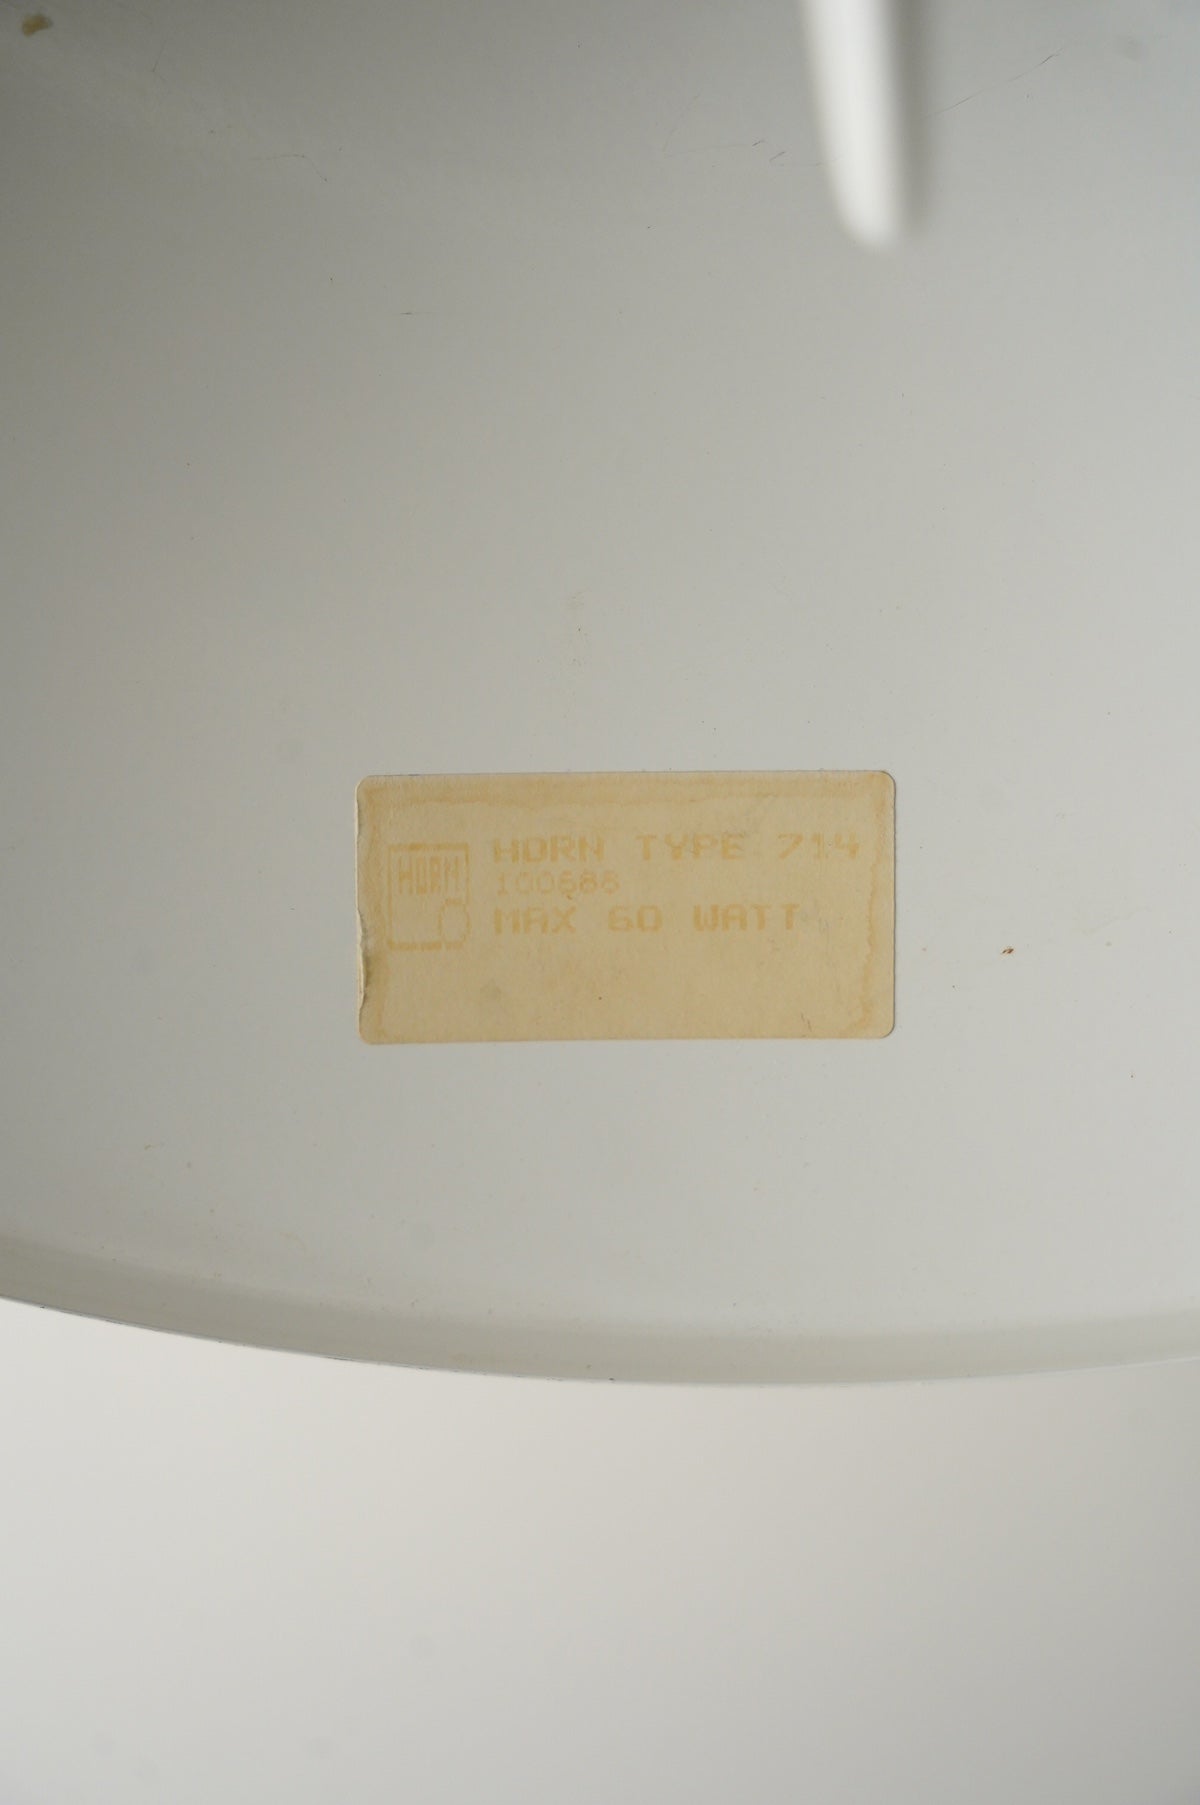 HORN
HORN TYPE 714
100686
MAX 60 WATT